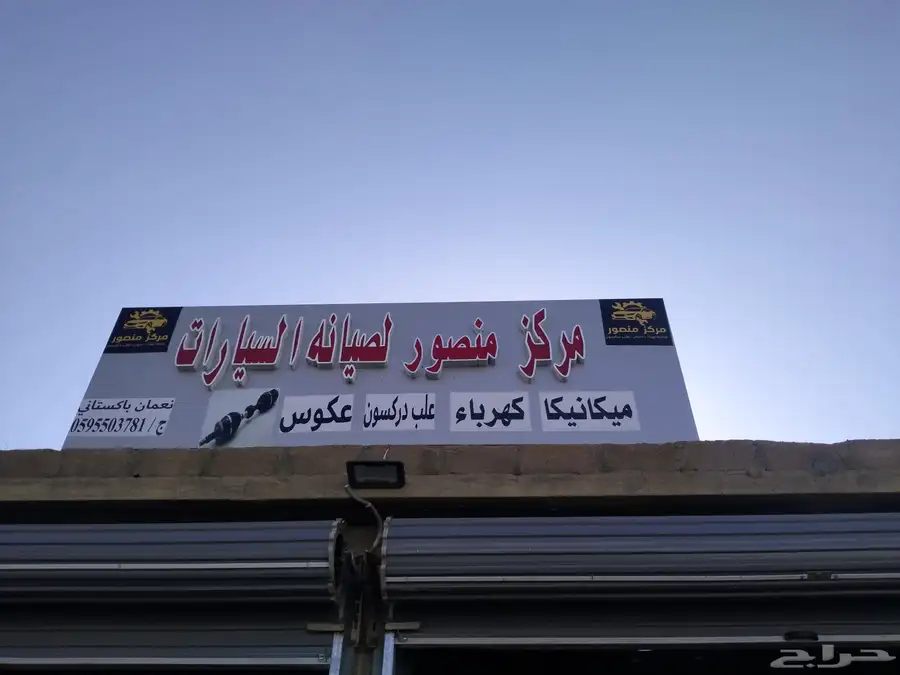 مركز منصور لصيانه السيارات
مركز منصور
مركز منصور
ميكانيكا كهرباء علب دركسون عكوس
نعمان باكستاني
ج / 0595503781
حراج